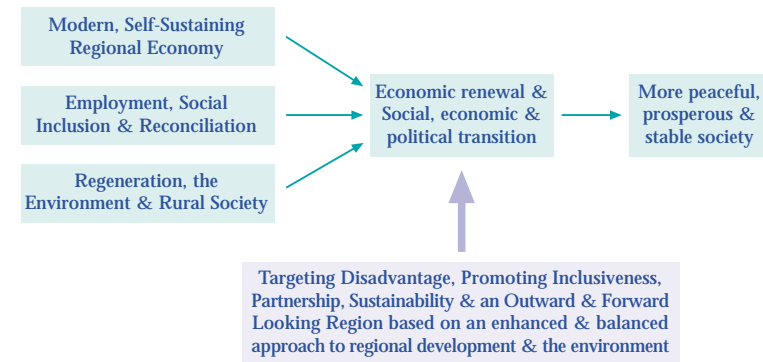 Modern, Self-Sustaining
Regional Economy
Employment, Social
Inclusion & Reconciliation
Regeneration, the
Environment & Rural Society
Economic renewal &
Social, economic &
political transition
More peaceful,
prosperous &
stable society
Targeting Disadvantage, Promoting Inclusiveness,
Partnership, Sustainability & an Outward & Forward
Looking Region based on an enhanced & balanced
approach to regional development & the environment